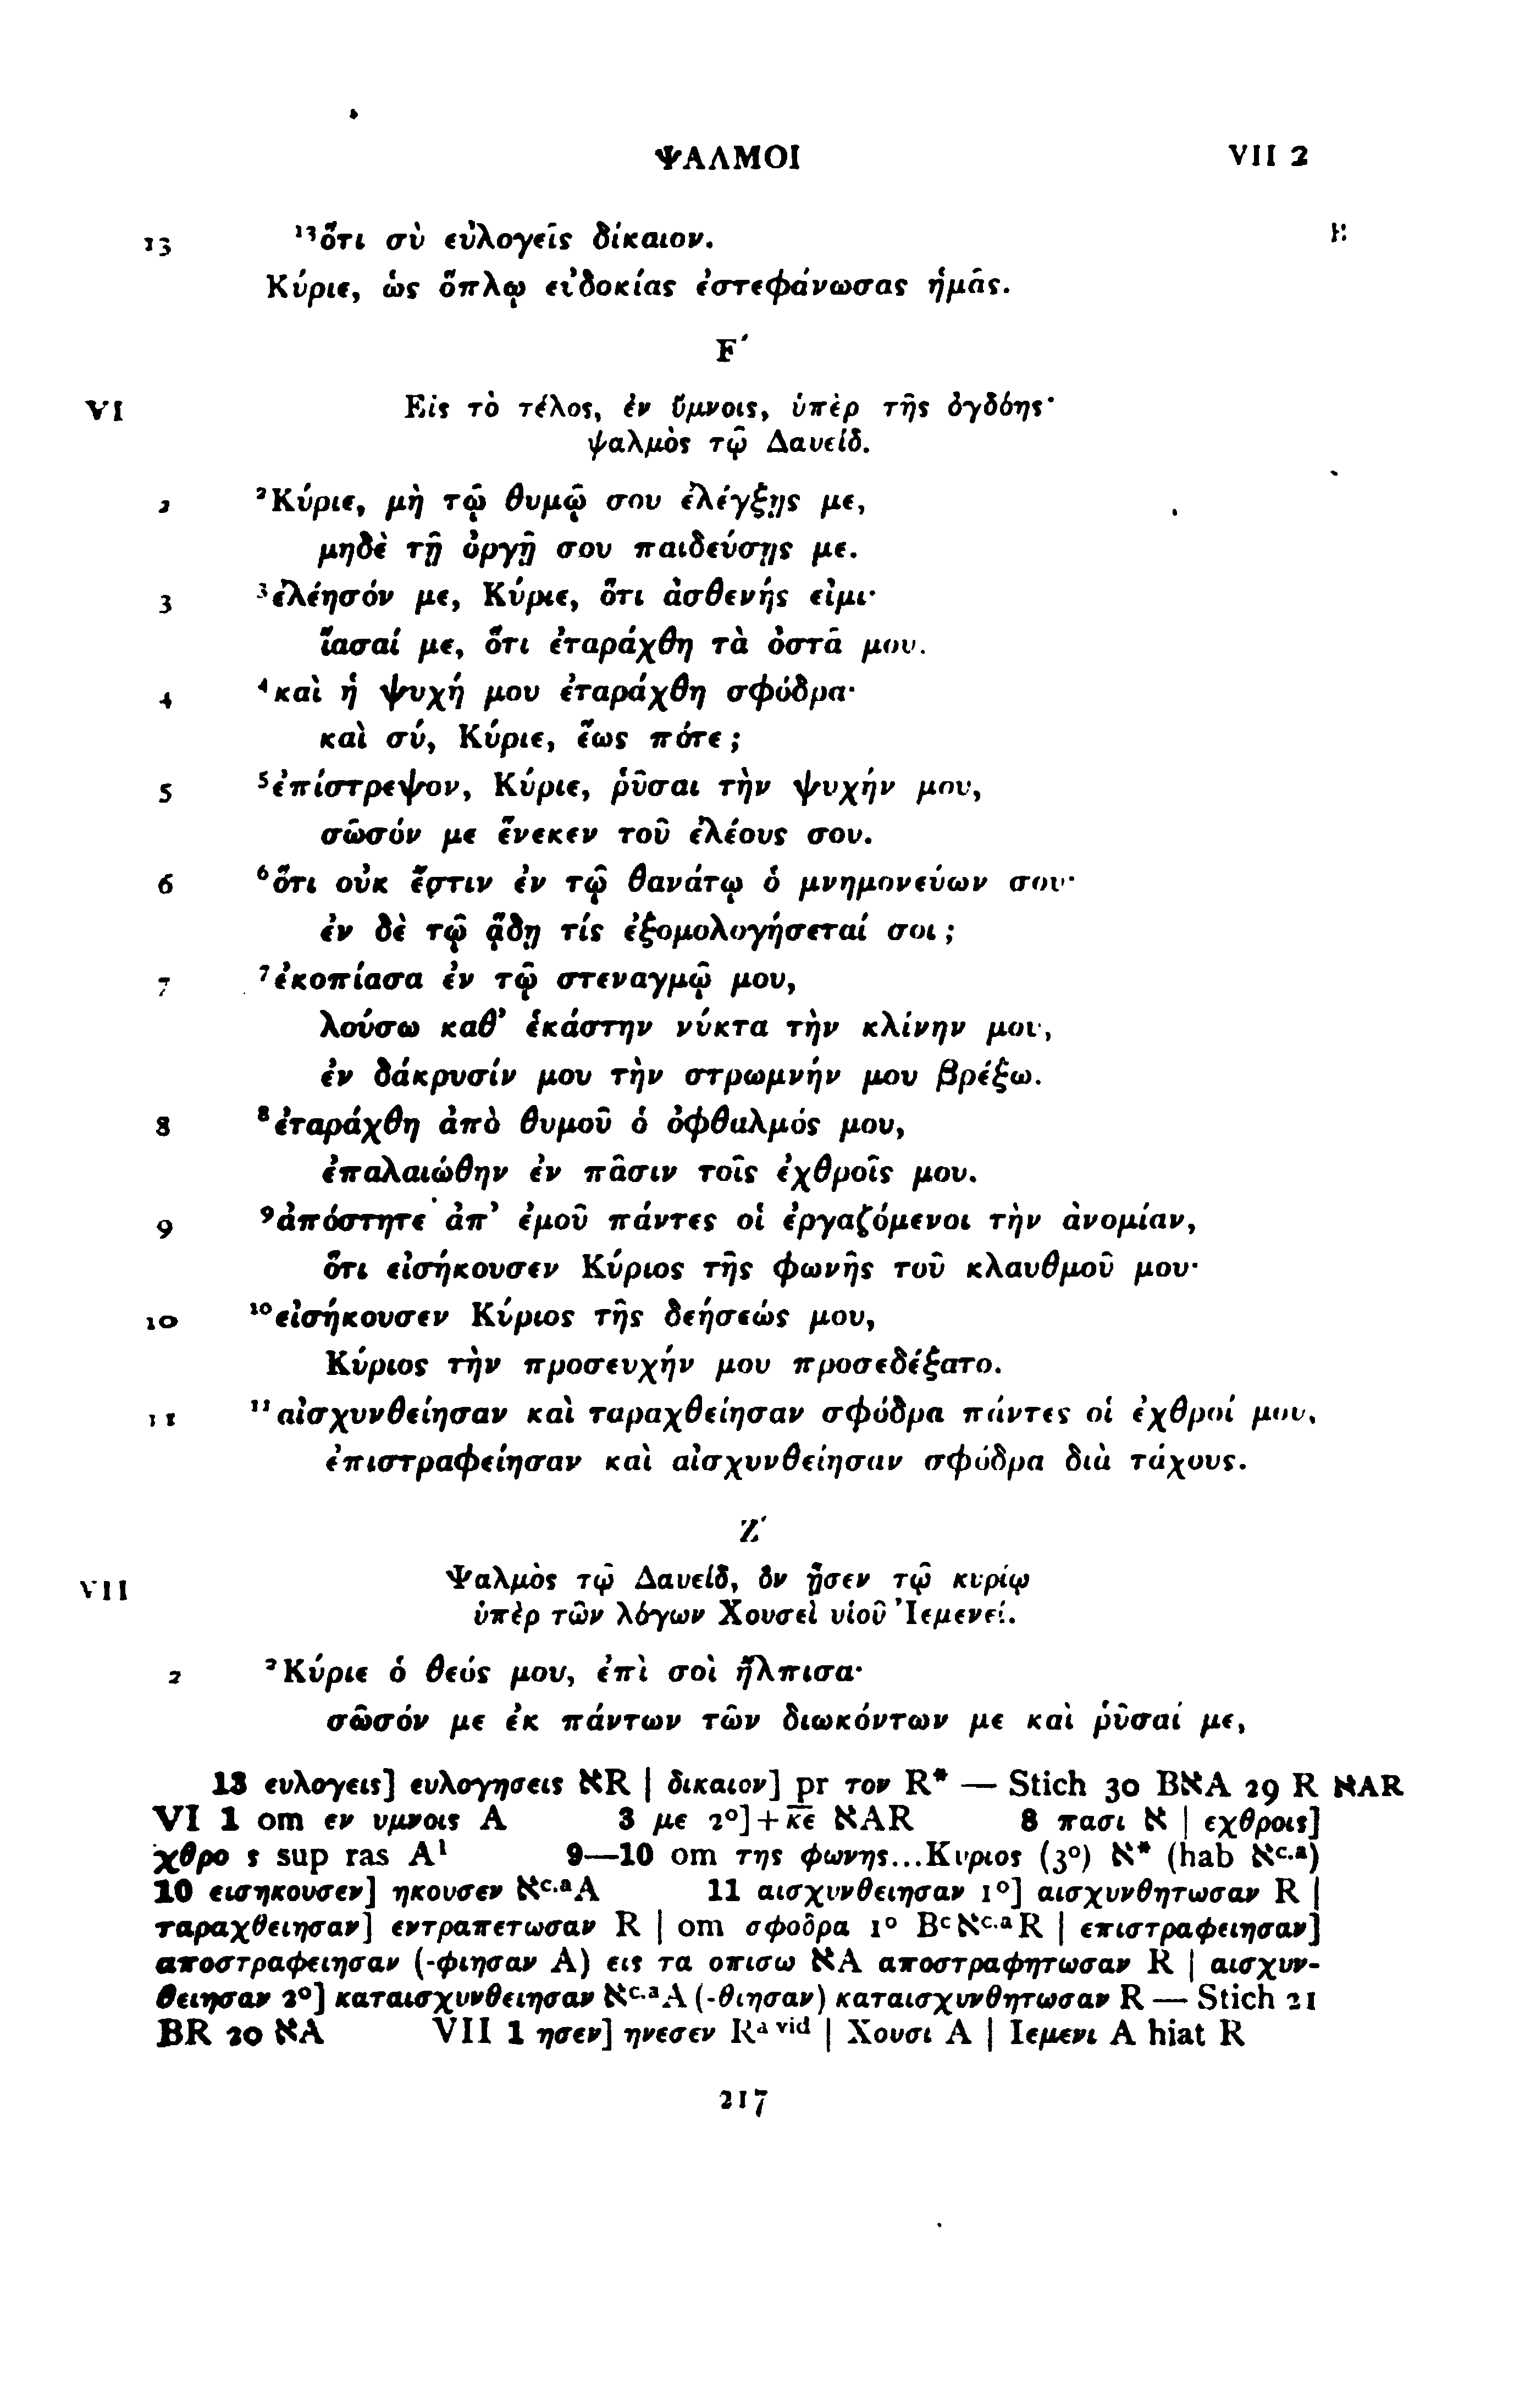 ΨΑΛΜΟΙ VII 2
13 ¹³ὅτι σὺ εὐλογεῖς δίκαιον. B
Κύριε, ὡς ὅπλῳ εὐδοκίας ἐστεφάνωσας ἡμᾶς.
Ϝʹ
VI Εἰς τὸ τέλος, ἐν ὕμνοις, ὑπὲρ τῆς ὀγδόης·
ψαλμὸς τῷ Δαυείδ.
2 ²Κύριε, μὴ τῷ θυμῷ σου ἐλέγξῃς με,
μηδὲ τῇ ὀργῇ σου παιδεύσῃς με.
3 ³ἐλέησόν με, Κύριε, ὅτι ἀσθενής εἰμι·
ἴασαί με, ὅτι ἐταράχθη τὰ ὀστᾶ μου.
4 ⁴καὶ ἡ ψυχή μου ἐταράχθη σφόδρα·
καὶ σύ, Κύριε, ἕως πότε;
5 ⁵ἐπίστρεψον, Κύριε, ῥῦσαι τὴν ψυχήν μου,
σῶσόν με ἕνεκεν τοῦ ἐλέους σου.
6 ⁶ὅτι οὐκ ἔστιν ἐν τῷ θανάτῳ ὁ μνημονεύων σου·
ἐν δὲ τῷ ᾅδῃ τίς ἐξομολογήσεταί σοι;
7 ⁷ἐκοπίασα ἐν τῷ στεναγμῷ μου,
λούσω καθ’ ἑκάστην νύκτα τὴν κλίνην μου,
ἐν δάκρυσίν μου τὴν στρωμνήν μου βρέξω.
8 ⁸ἐταράχθη ἀπὸ θυμοῦ ὁ ὀφθαλμός μου,
ἐπαλαιώθην ἐν πᾶσιν τοῖς ἐχθροῖς μου.
9 ⁹ἀπόστητε ἀπ’ ἐμοῦ πάντες οἱ ἐργαζόμενοι τὴν ἀνομίαν,
ὅτι εἰσήκουσεν Κύριος τῆς φωνῆς τοῦ κλαυθμοῦ μου·
10 ¹⁰εἰσήκουσεν Κύριος τῆς δεήσεώς μου,
Κύριος τὴν προσευχήν μου προσεδέξατο.
11 ¹¹αἰσχυνθείησαν καὶ ταραχθείησαν σφόδρα πάντες οἱ ἐχθροί μου,
ἐπιστραφείησαν καὶ αἰσχυνθείησαν σφόδρα διὰ τάχους.
Ζʹ
VII Ψαλμὸς τῷ Δαυείδ, ὃν ᾖσεν τῷ κυρίῳ
ὑπὲρ τῶν λόγων Χουσεὶ υἱοῦ Ἰεμενεί.
2 ²Κύριε ὁ θεός μου, ἐπὶ σοὶ ἤλπισα·
σῶσόν με ἐκ πάντων τῶν διωκόντων με καὶ ῥῦσαί με,
13 ευλογεις] ευλογησεις אR | δικαιον] pr τον R* — Stich 30 BאA 29 R אAR
VI 1 om εν υμνοις A 3 με 2°]+κ̅ε̅ אAR 8 πασι א | εχθροις]
χθρο ς sup ras A¹ 9—10 om της φωνης...Κυριος (3°) א* (hab אᶜ·ᵃ)
10 εισηκουσεν] ηκουσεν אᶜ·ᵃA 11 αισχυνθειησαν 1°] αισχυνθητωσαν R |
ταραχθειησαν] εντραπετωσαν R | om σφοδρα 1° Bᶜאᶜ·ᵃR | επιστραφειησαν]
αποστραφειησαν (-φιησαν A) εις τα οπισω אA αποστραφητωσαν R | αισχυν-
θειησαν 2°] καταισχυνθειησαν אᶜ·ᵃA (-θιησαν) καταισχυνθητωσαν R — Stich 21
BR 20 אA VII 1 ησεν] ηνεσεν Rᵃ ᵛⁱᵈ | Χουσι A | Ιεμενι A hiat R
217